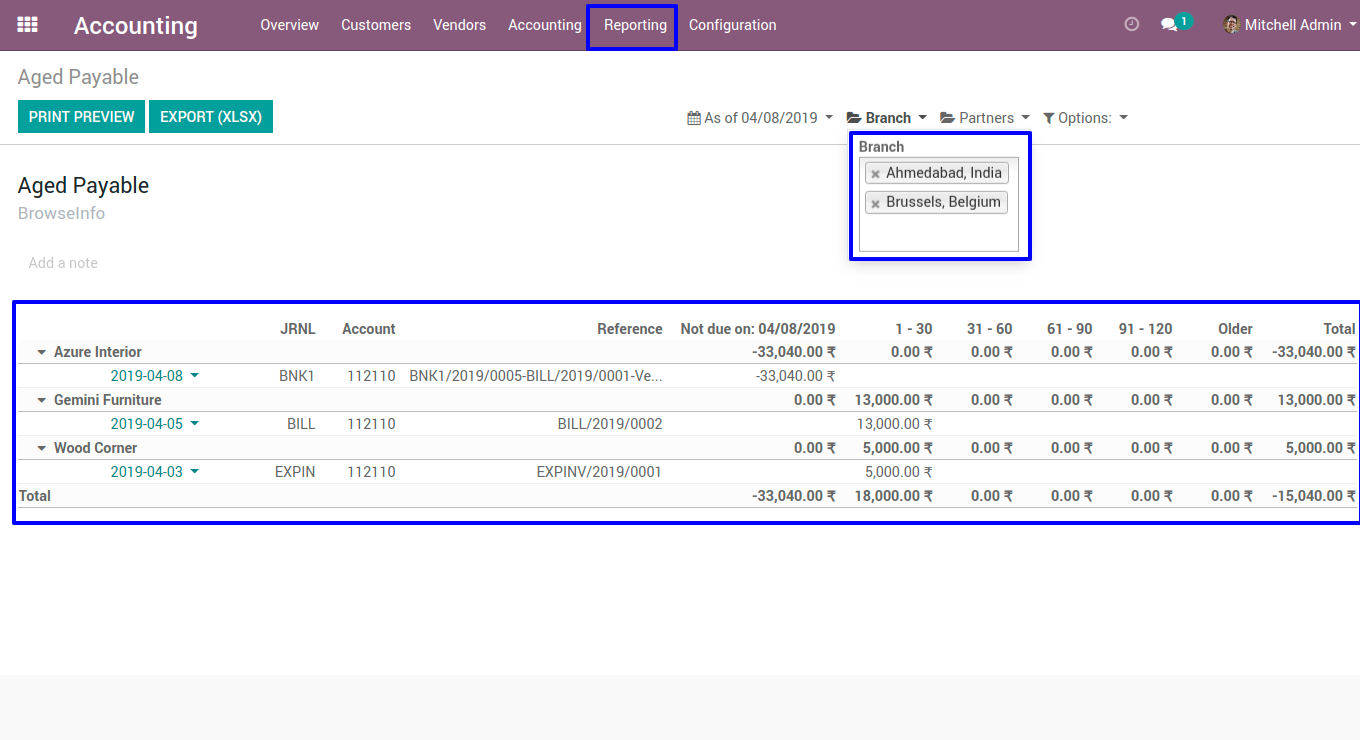 Accounting Overview Customers Vendors Accounting Reporting Configuration 1 Mitchell Admin
Aged Payable
PRINT PREVIEW EXPORT (XLSX) As of 04/08/2019 Branch Partners Options:
Branch
Ahmedabad, India
Brussels, Belgium
Aged Payable
BrowseInfo
Add a note
JRNL Account Reference Not due on: 04/08/2019 1 - 30 31 - 60 61 - 90 91 - 120 Older Total
Azure Interior -33,040.00 ₹ 0.00 ₹ 0.00 ₹ 0.00 ₹ 0.00 ₹ 0.00 ₹ -33,040.00 ₹
2019-04-08 BNK1 112110 BNK1/2019/0005-BILL/2019/0001-Ve... -33,040.00 ₹
Gemini Furniture 0.00 ₹ 13,000.00 ₹ 0.00 ₹ 0.00 ₹ 0.00 ₹ 0.00 ₹ 13,000.00 ₹
2019-04-05 BILL 112110 BILL/2019/0002 13,000.00 ₹
Wood Corner 0.00 ₹ 5,000.00 ₹ 0.00 ₹ 0.00 ₹ 0.00 ₹ 0.00 ₹ 5,000.00 ₹
2019-04-03 EXPIN 112110 EXPINV/2019/0001 5,000.00 ₹
Total -33,040.00 ₹ 18,000.00 ₹ 0.00 ₹ 0.00 ₹ 0.00 ₹ 0.00 ₹ -15,040.00 ₹